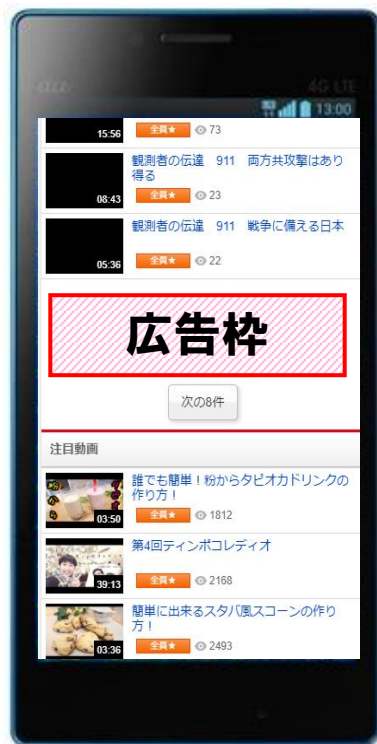 au
4G LTE
13:00
15:56
全員★ 73
観測者の伝達 911 両方共攻撃はあり
得る
08:43
全員★ 23
観測者の伝達 911 戦争に備える日本
05:36
全員★ 22
広告枠
次の8件
注目動画
誰でも簡単！粉からタピオカドリンクの
作り方！
03:50
全員★ 1812
第4回ティンポコレディオ
39:13
全員★ 2168
簡単に出来るスタバ風スコーンの作り
方！
03:36
全員★ 2493